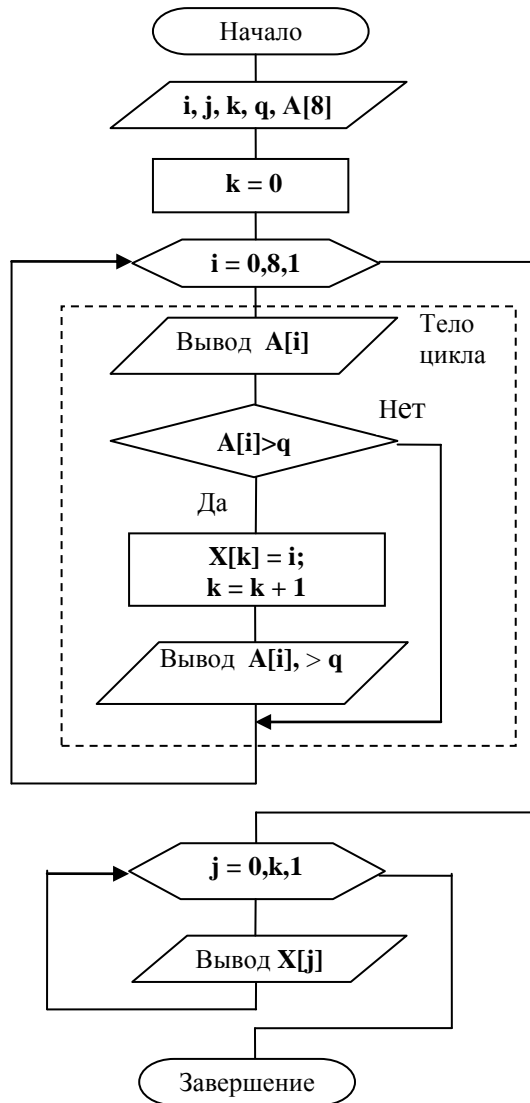 Начало
i, j, k, q, A[8]
k = 0
i = 0,8,1
Тело
цикла
Вывод A[i]
Нет
A[i]>q
Да
X[k] = i;
k = k + 1
Вывод A[i], > q
j = 0,k,1
Вывод X[j]
Завершение